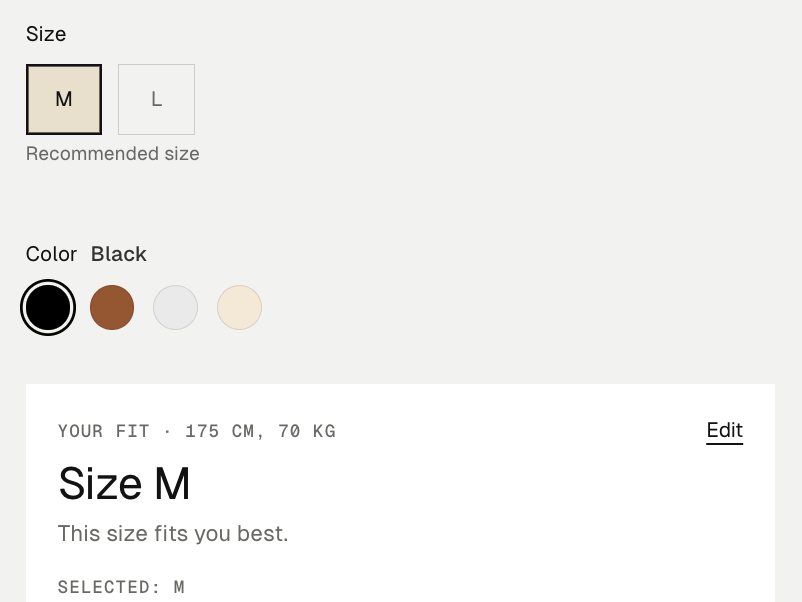 Size
M L
Recommended size
Color Black
YOUR FIT · 175 CM, 70 KG Edit
Size M
This size fits you best.
SELECTED: M